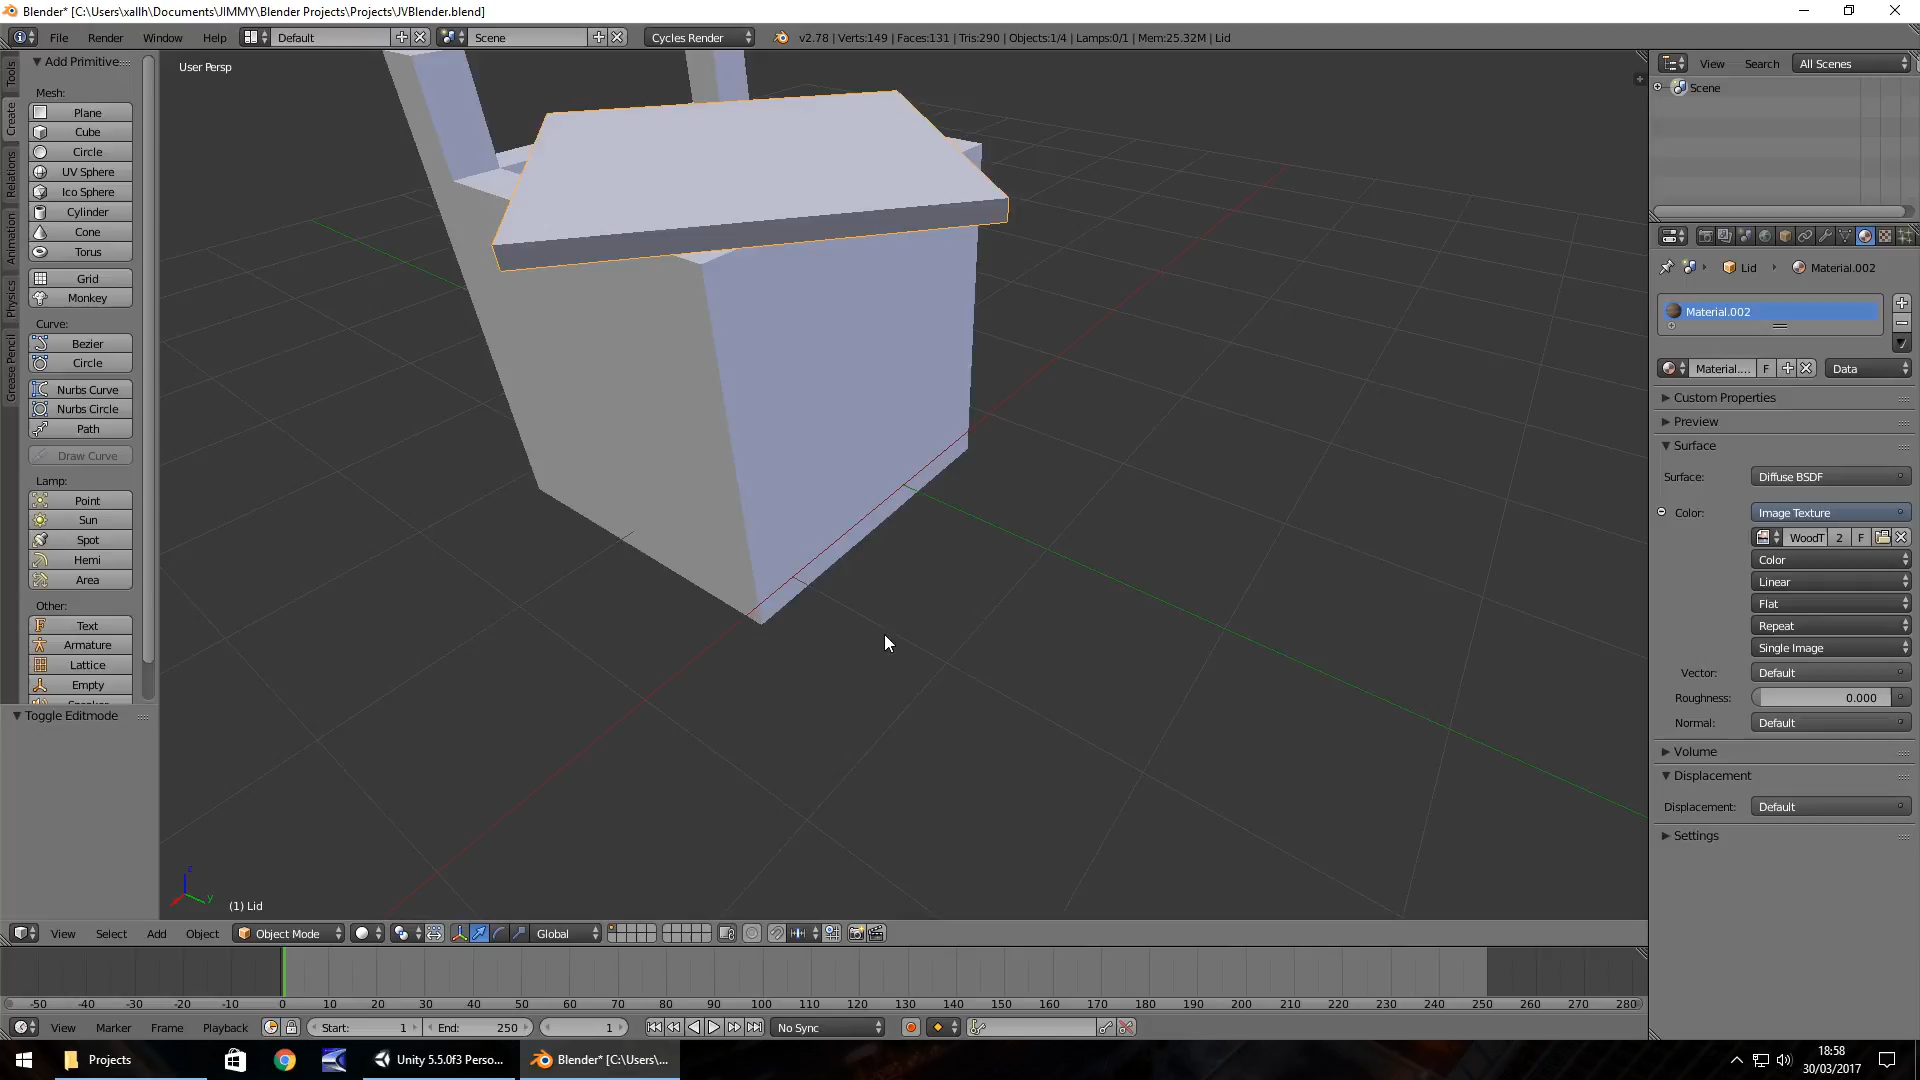 Blender* [C:\Users\xallh\Documents\JIMMY\Blender Projects\Projects\JVBlender.blend]
File Render Window Help Default Scene Cycles Render v2.78 | Verts:149 | Faces:131 | Tris:290 | Objects:1/4 | Lamps:0/1 | Mem:25.32M | Lid
Tools
Create
Relations
Animation
Physics
Grease Pencil
Add Primitive
Mesh:
Plane
Cube
Circle
UV Sphere
Ico Sphere
Cylinder
Cone
Torus
Grid
Monkey
Curve:
Bezier
Circle
Nurbs Curve
Nurbs Circle
Path
Draw Curve
Lamp:
Point
Sun
Spot
Hemi
Area
Other:
Text
Armature
Lattice
Empty
Toggle Editmode
User Persp
z
y
(1) Lid
View Search All Scenes
Scene
Lid Material.002
Material.002
Material.... F Data
Custom Properties
Preview
Surface
Surface: Diffuse BSDF
Color: Image Texture
WoodT 2 F
Color
Linear
Flat
Repeat
Single Image
Vector: Default
Roughness: 0.000
Normal: Default
Volume
Displacement
Displacement: Default
Settings
View Select Add Object Object Mode Global
-50 -40 -30 -20 -10 0 10 20 30 40 50 60 70 80 90 100 110 120 130 140 150 160 170 180 190 200 210 220 230 240 250 260 270 280
View Marker Frame Playback Start: 1 End: 250 1 No Sync
Projects Unity 5.5.0f3 Perso... Blender* [C:\Users\...
18:58
30/03/2017